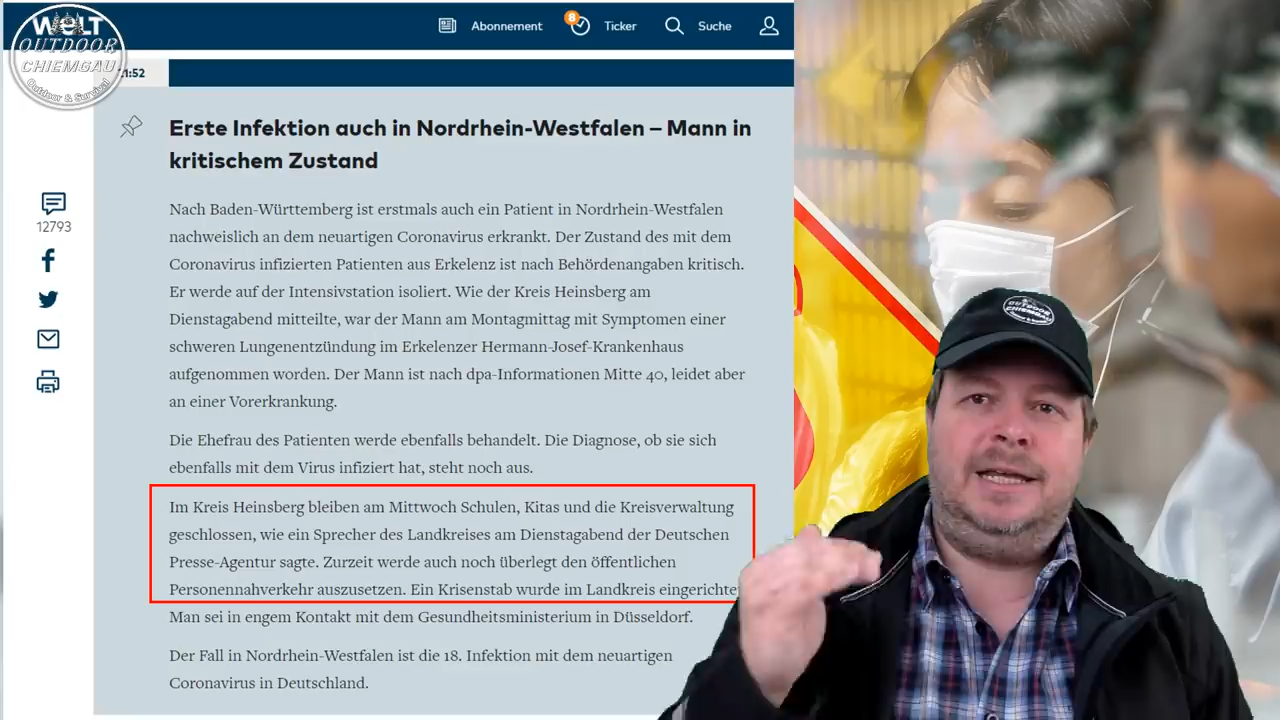 WELT
Abonnement
8
Ticker
Suche
OUTDOOR
CHIEMGAU
Outdoor & Survival
21:52
Erste Infektion auch in Nordrhein-Westfalen – Mann in
kritischem Zustand
Nach Baden-Württemberg ist erstmals auch ein Patient in Nordrhein-Westfalen
nachweislich an dem neuartigen Coronavirus erkrankt. Der Zustand des mit dem
Coronavirus infizierten Patienten aus Erkelenz ist nach Behördenangaben kritisch.
Er werde auf der Intensivstation isoliert. Wie der Kreis Heinsberg am
Dienstagabend mitteilte, war der Mann am Montagmittag mit Symptomen einer
schweren Lungenentzündung im Erkelenzer Hermann-Josef-Krankenhaus
aufgenommen worden. Der Mann ist nach dpa-Informationen Mitte 40, leidet aber
an einer Vorerkrankung.
12793
Die Ehefrau des Patienten werde ebenfalls behandelt. Die Diagnose, ob sie sich
ebenfalls mit dem Virus infiziert hat, steht noch aus.
Im Kreis Heinsberg bleiben am Mittwoch Schulen, Kitas und die Kreisverwaltung
geschlossen, wie ein Sprecher des Landkreises am Dienstagabend der Deutschen
Presse-Agentur sagte. Zurzeit werde auch noch überlegt den öffentlichen
Personennahverkehr auszusetzen. Ein Krisenstab wurde im Landkreis eingerichte
Man sei in engem Kontakt mit dem Gesundheitsministerium in Düsseldorf.
Der Fall in Nordrhein-Westfalen ist die 18. Infektion mit dem neuartigen
Coronavirus in Deutschland.
OUTDOOR
CHIEMGAU